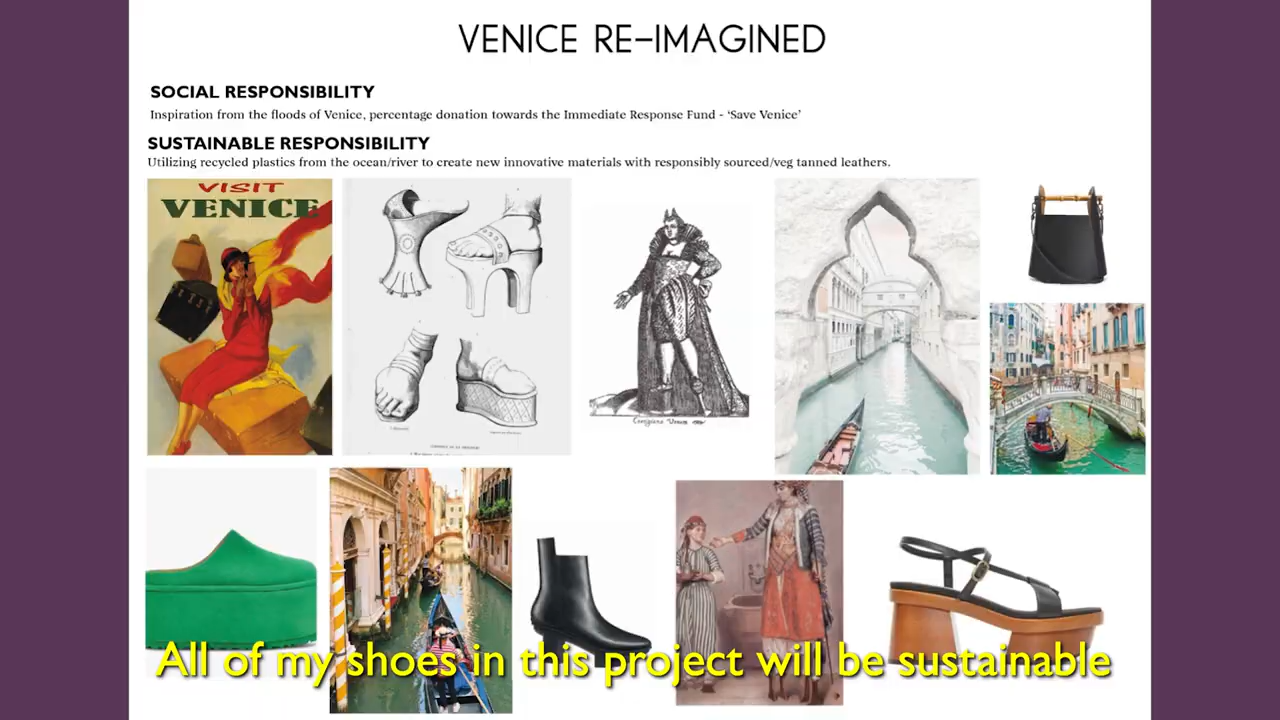 VENICE RE-IMAGINED
SOCIAL RESPONSIBILITY
Inspiration from the floods of Venice, percentage donation towards the Immediate Response Fund - ‘Save Venice’
SUSTAINABLE RESPONSIBILITY
Utilizing recycled plastics from the ocean/river to create new innovative materials with responsibly sourced/veg tanned leathers.
VISIT
VENICE
All of my shoes in this project will be sustainable